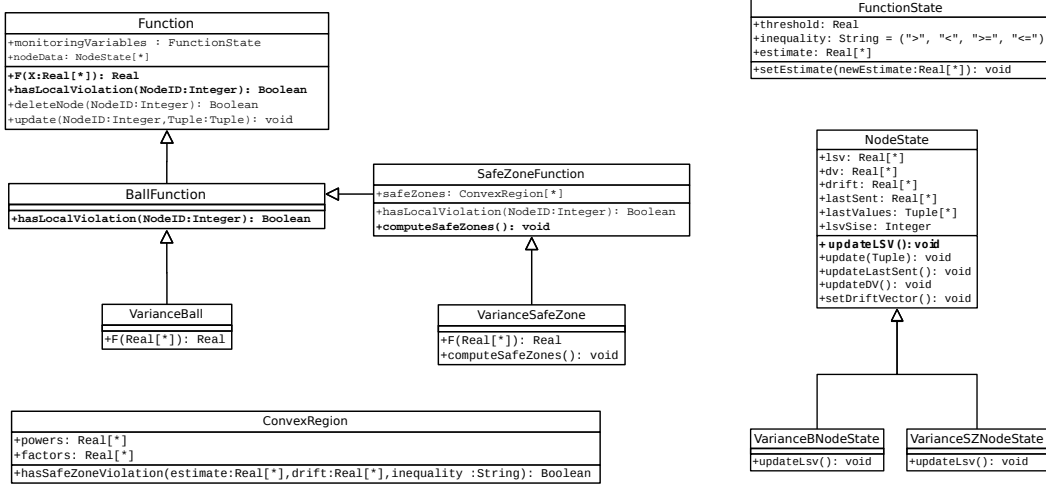 Function
+monitoringVariables : FunctionState
+nodeData: NodeState[*]
+F(X:Real[*]): Real
+hasLocalViolation(NodeID:Integer): Boolean
+deleteNode(NodeID:Integer): Boolean
+update(NodeID:Integer,Tuple:Tuple): void
FunctionState
+threshold: Real
+inequality: String = (">", "<", ">=", "<=")
+estimate: Real[*]
+setEstimate(newEstimate:Real[*]): void
BallFunction
+hasLocalViolation(NodeID:Integer): Boolean
SafeZoneFunction
+safeZones: ConvexRegion[*]
+hasLocalViolation(NodeID:Integer): Boolean
+computeSafeZones(): void
NodeState
+lsv: Real[*]
+dv: Real[*]
+drift: Real[*]
+lastSent: Real[*]
+lastValues: Tuple[*]
+lsvSise: Integer
+updateLSV(): void
+update(Tuple): void
+updateLastSent(): void
+updateDV(): void
+setDriftVector(): void
VarianceBall
+F(Real[*]): Real
VarianceSafeZone
+F(Real[*]): Real
+computeSafeZones(): void
ConvexRegion
+powers: Real[*]
+factors: Real[*]
+hasSafeZoneViolation(estimate:Real[*],drift:Real[*],inequality :String): Boolean
VarianceBNodeState
+updateLsv(): void
VarianceSZNodeState
+updateLsv(): void